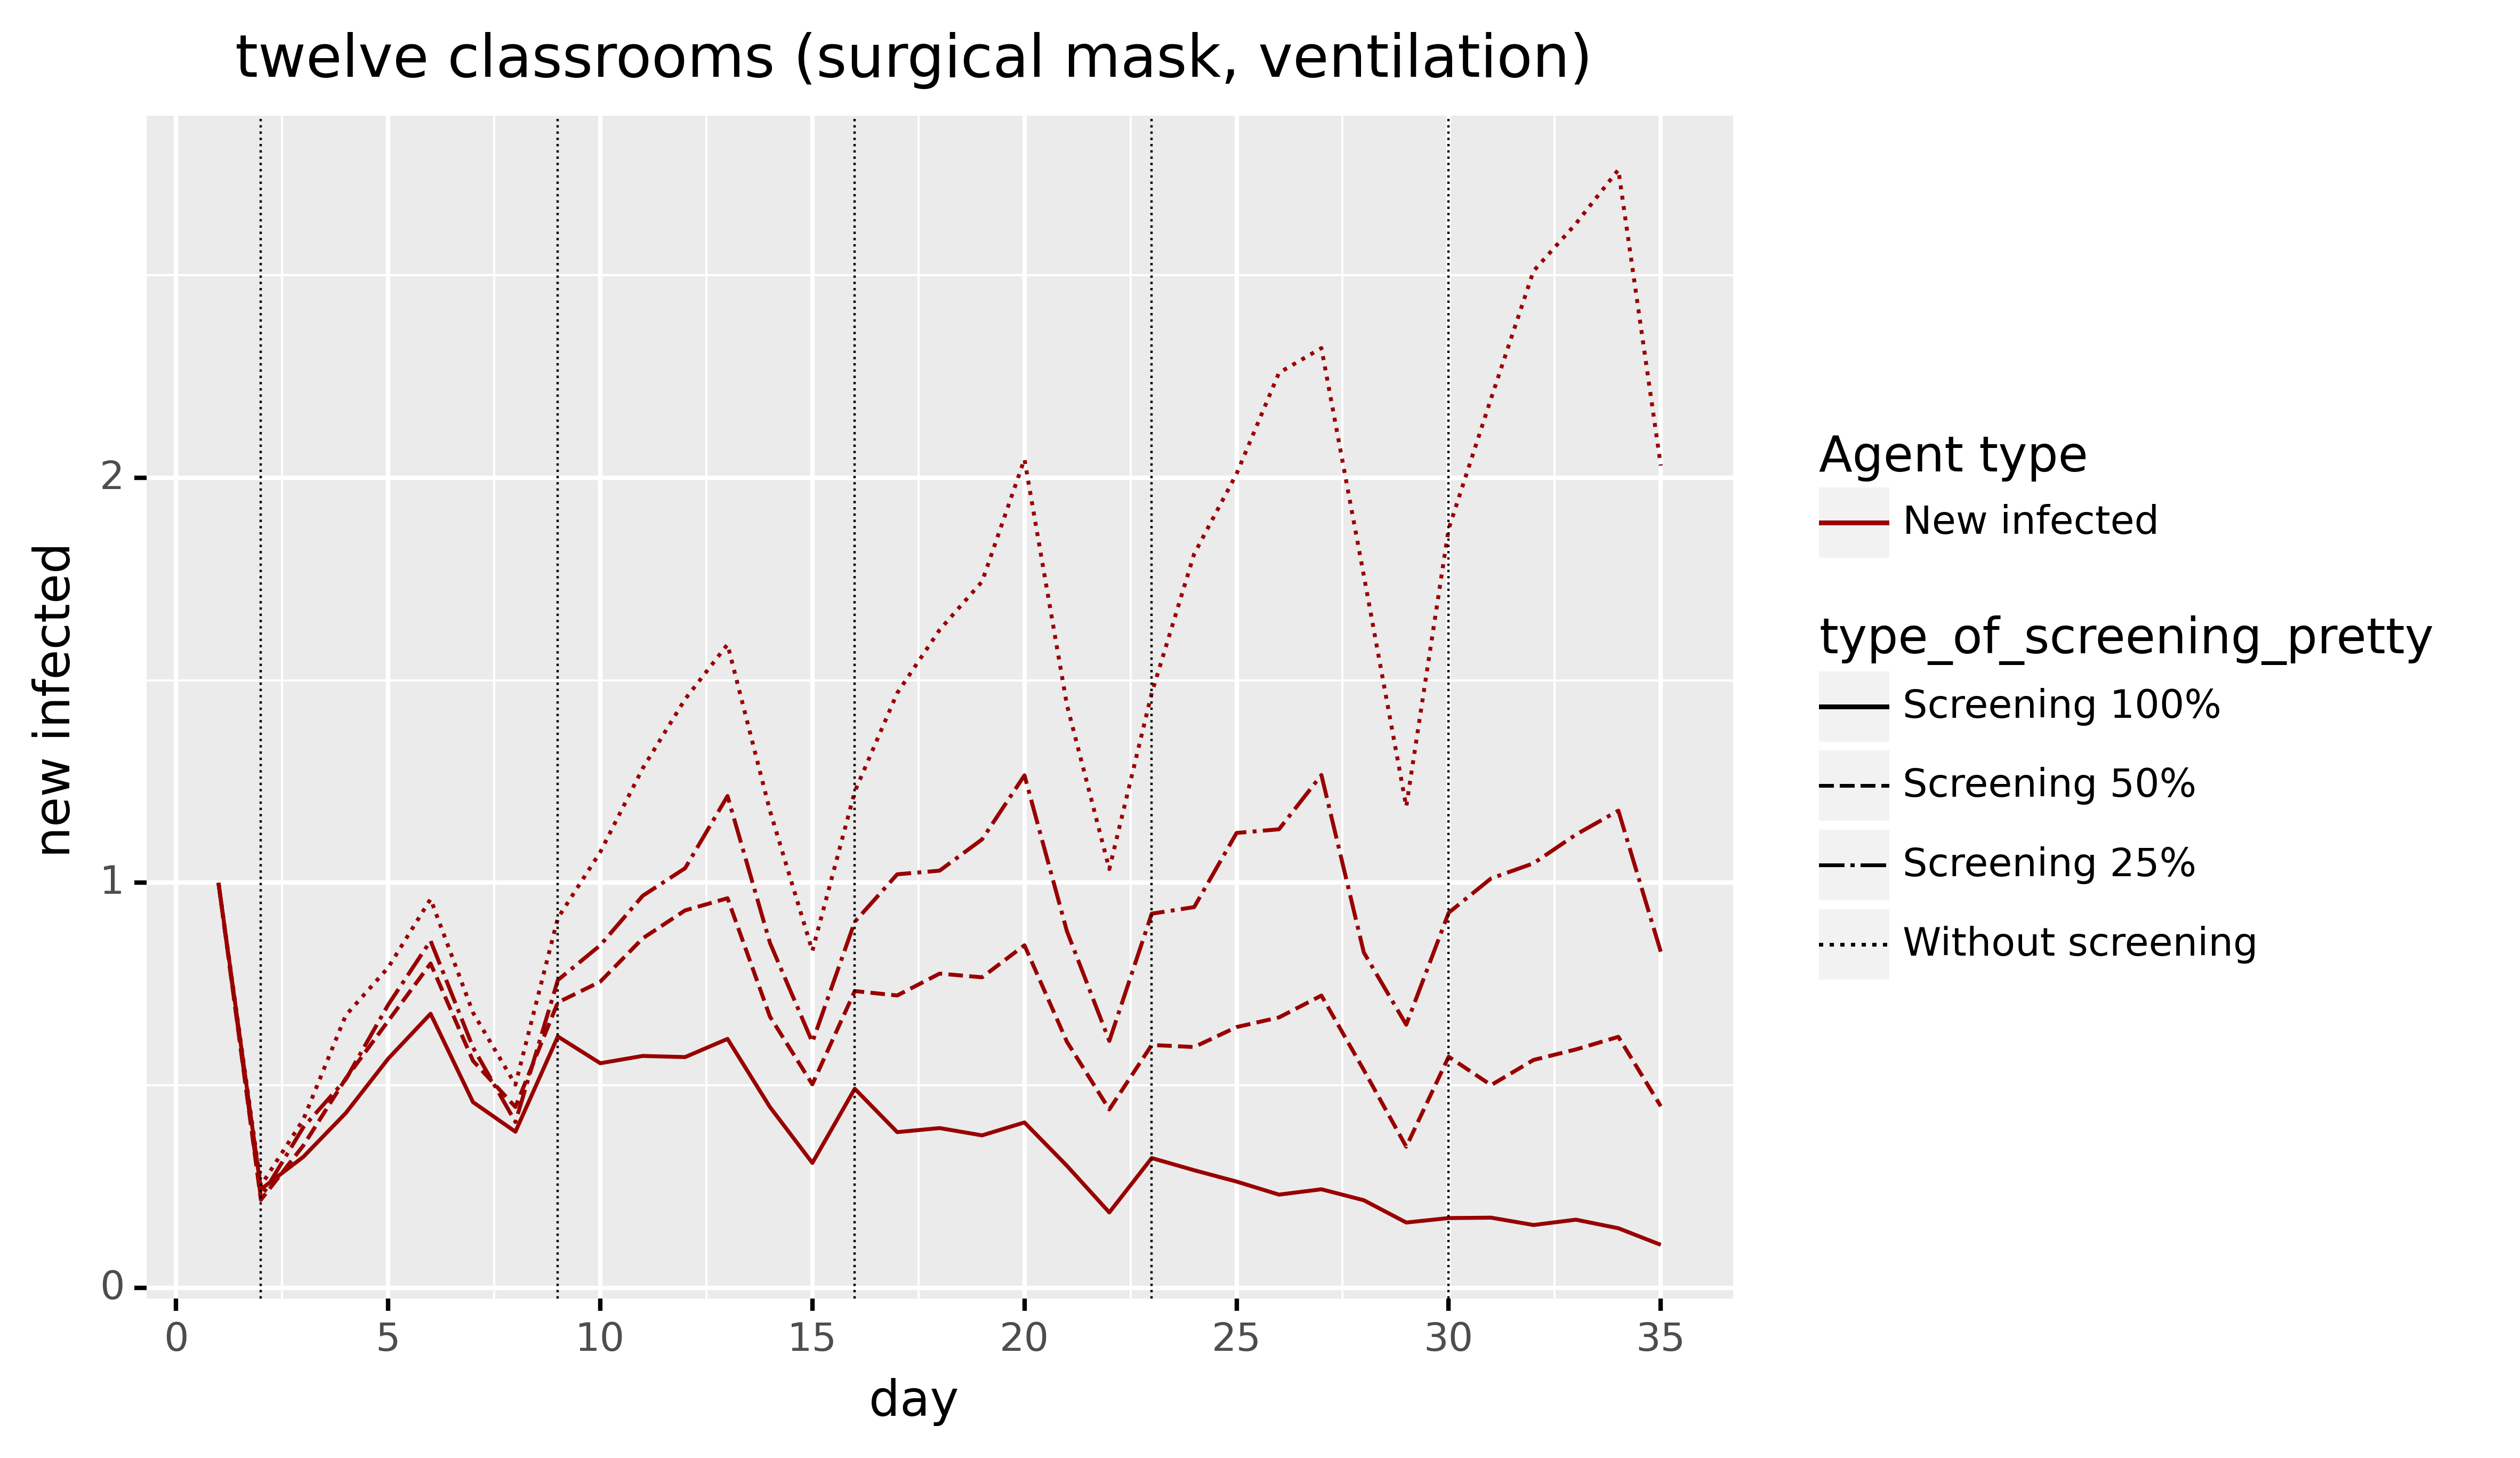 twelve classrooms (surgical mask, ventilation)
new infected
2
1
0
0 5 10 15 20 25 30 35
day
Agent type
New infected
type_of_screening_pretty
Screening 100%
Screening 50%
Screening 25%
Without screening